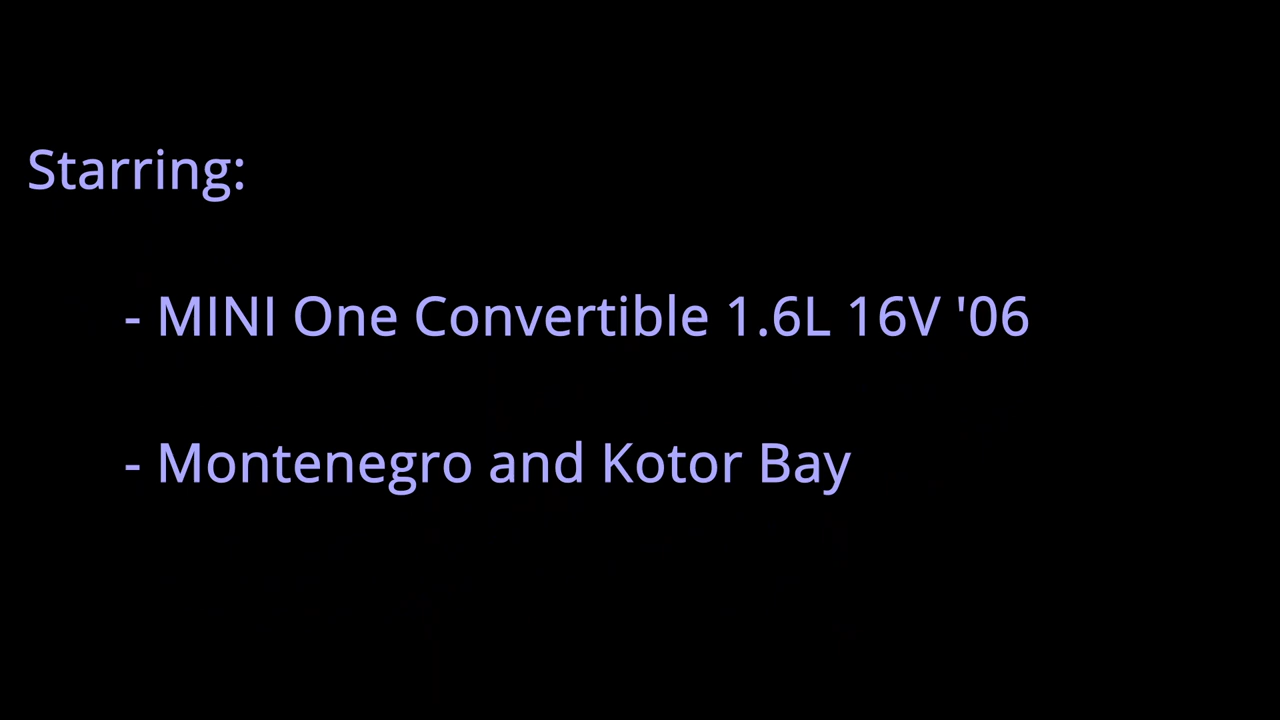 Starring:
- MINI One Convertible 1.6L 16V '06
- Montenegro and Kotor Bay